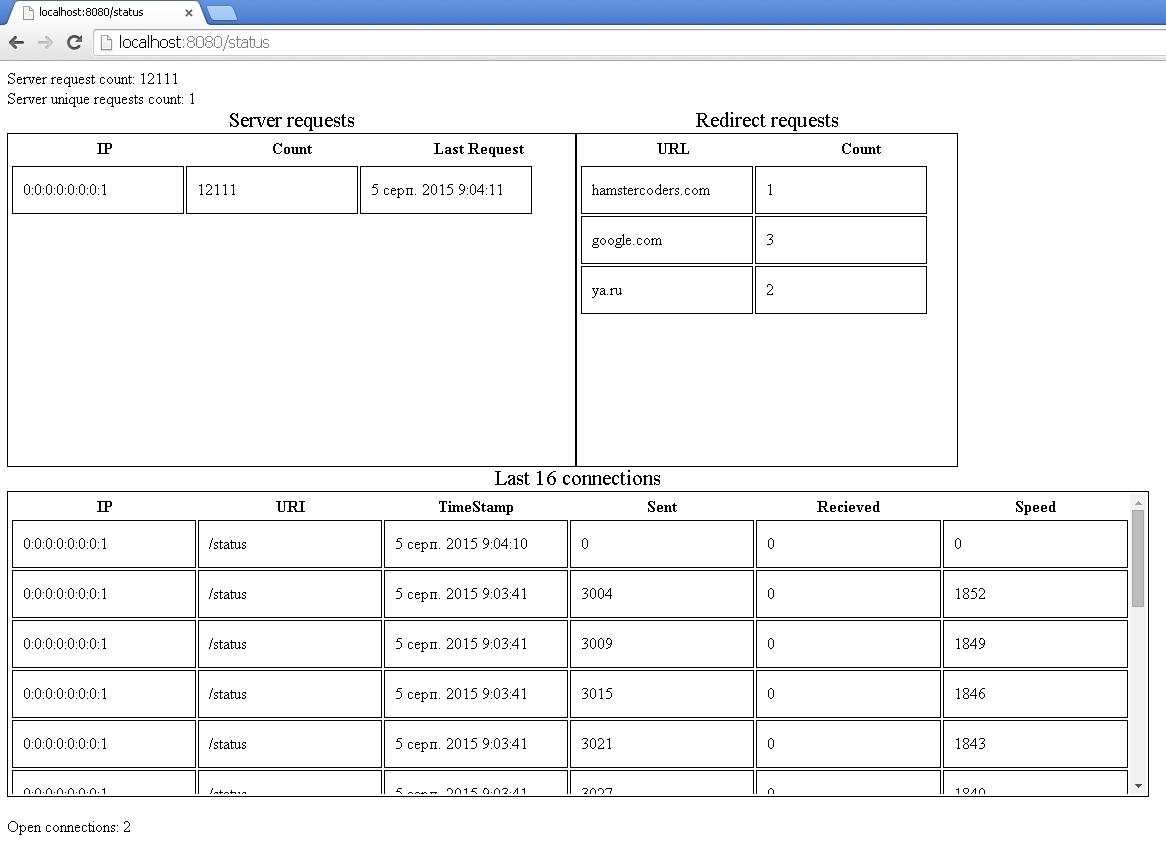 localhost:8080/status
localhost:8080/status
Server request count: 12111
Server unique requests count: 1
Server requests
IP Count Last Request
0:0:0:0:0:0:0:1 12111 5 серп. 2015 9:04:11
Redirect requests
URL Count
hamstercoders.com 1
google.com 3
ya.ru 2
Last 16 connections
IP URI TimeStamp Sent Recieved Speed
0:0:0:0:0:0:0:1 /status 5 серп. 2015 9:04:10 0 0 0
0:0:0:0:0:0:0:1 /status 5 серп. 2015 9:03:41 3004 0 1852
0:0:0:0:0:0:0:1 /status 5 серп. 2015 9:03:41 3009 0 1849
0:0:0:0:0:0:0:1 /status 5 серп. 2015 9:03:41 3015 0 1846
0:0:0:0:0:0:0:1 /status 5 серп. 2015 9:03:41 3021 0 1843
0:0:0:0:0:0:0:1 /status 5 серп. 2015 9:03:41 3027 0 1840
Open connections: 2